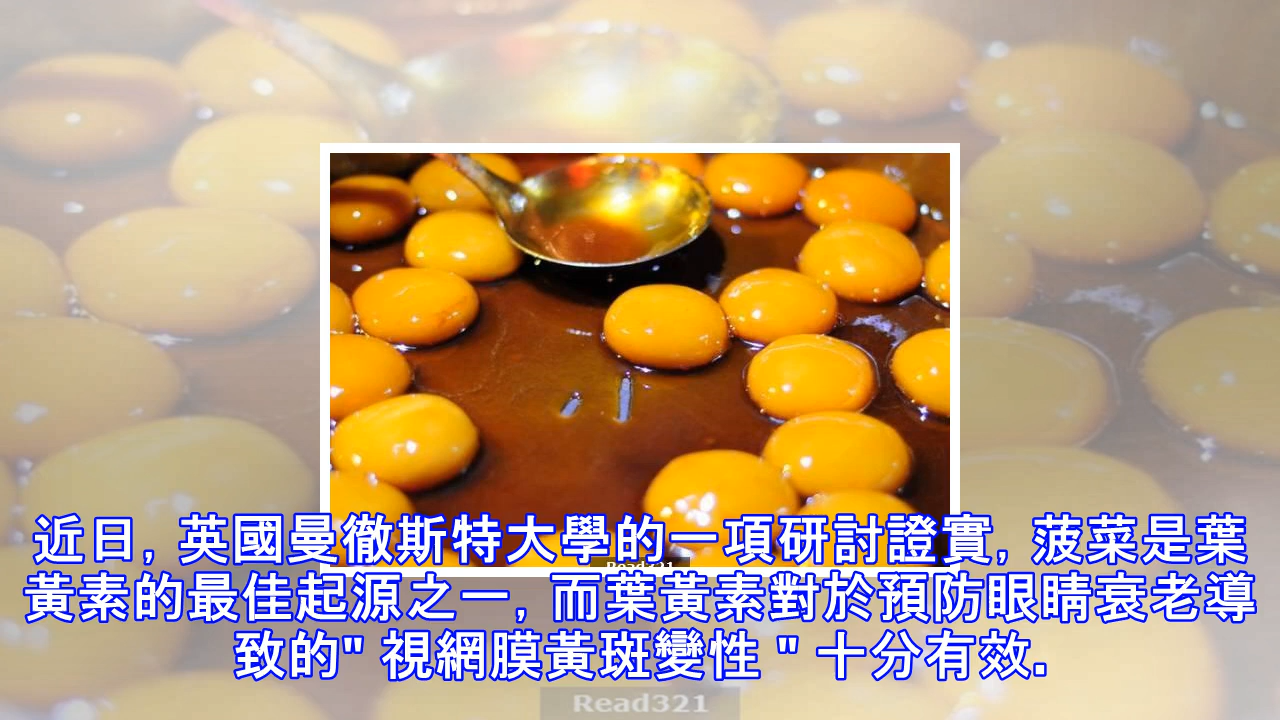 Read321
近日, 英國曼徹斯特大學的一項研討證實, 菠菜是葉
黃素的最佳起源之一, 而葉黃素對於預防眼睛衰老導
致的" 視網膜黃斑變性 " 十分有效.
Read321